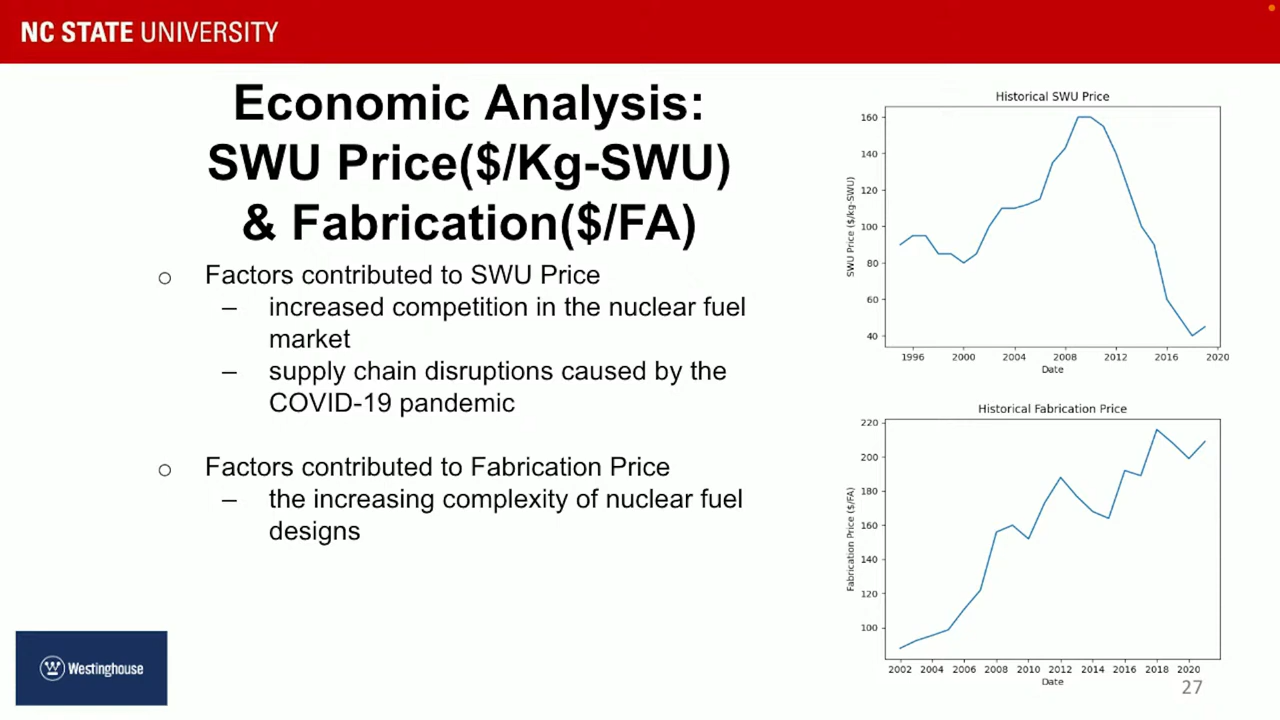 NC STATE UNIVERSITY
Economic Analysis:
SWU Price($/Kg-SWU)
& Fabrication($/FA)
o Factors contributed to SWU Price
– increased competition in the nuclear fuel
market
– supply chain disruptions caused by the
COVID-19 pandemic
o Factors contributed to Fabrication Price
– the increasing complexity of nuclear fuel
designs
Historical SWU Price
SWU Price ($/kg-SWU)
160
140
120
100
80
60
40
1996 2000 2004 2008 2012 2016 2020
Date
Historical Fabrication Price
Fabrication Price ($/FA)
220
200
180
160
140
120
100
2002 2004 2006 2008 2010 2012 2014 2016 2018 2020
Date
W Westinghouse
27